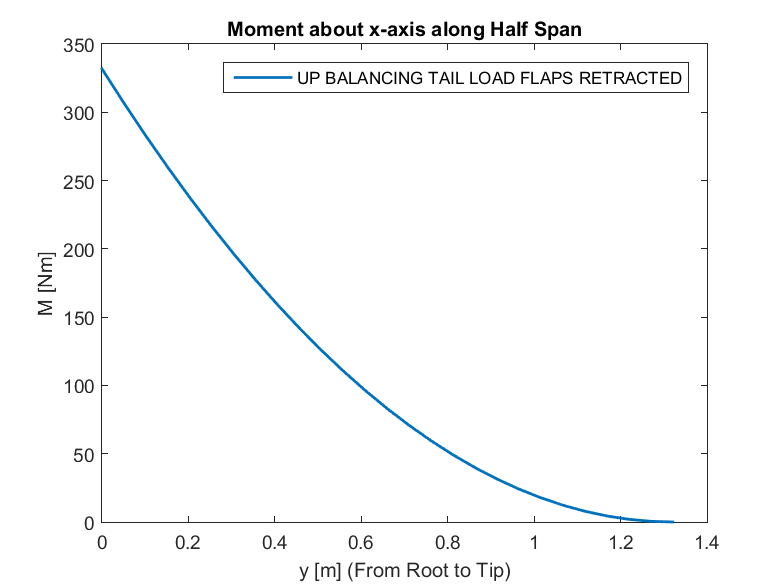 Moment about x-axis along Half Span
UP BALANCING TAIL LOAD FLAPS RETRACTED
M [Nm]
350
300
250
200
150
100
50
0
0 0.2 0.4 0.6 0.8 1 1.2 1.4
y [m] (From Root to Tip)